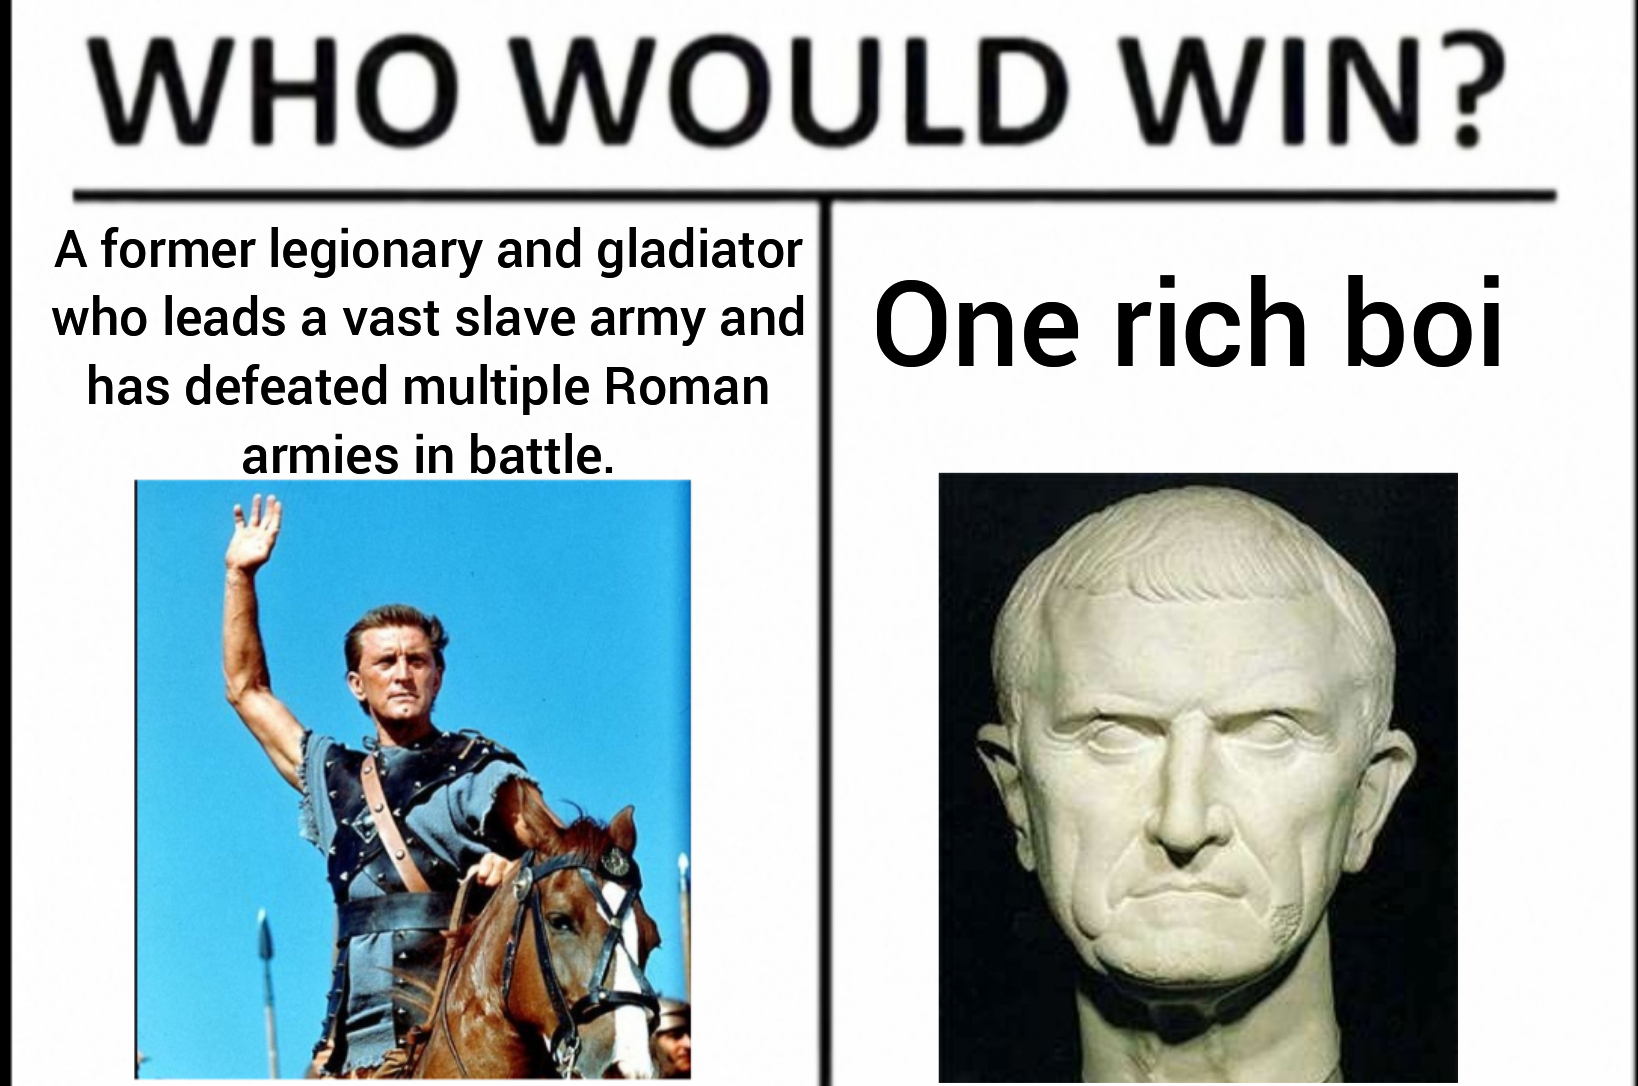 WHO WOULD WIN?
A former legionary and gladiator
who leads a vast slave army and
has defeated multiple Roman
armies in battle.
One rich boi